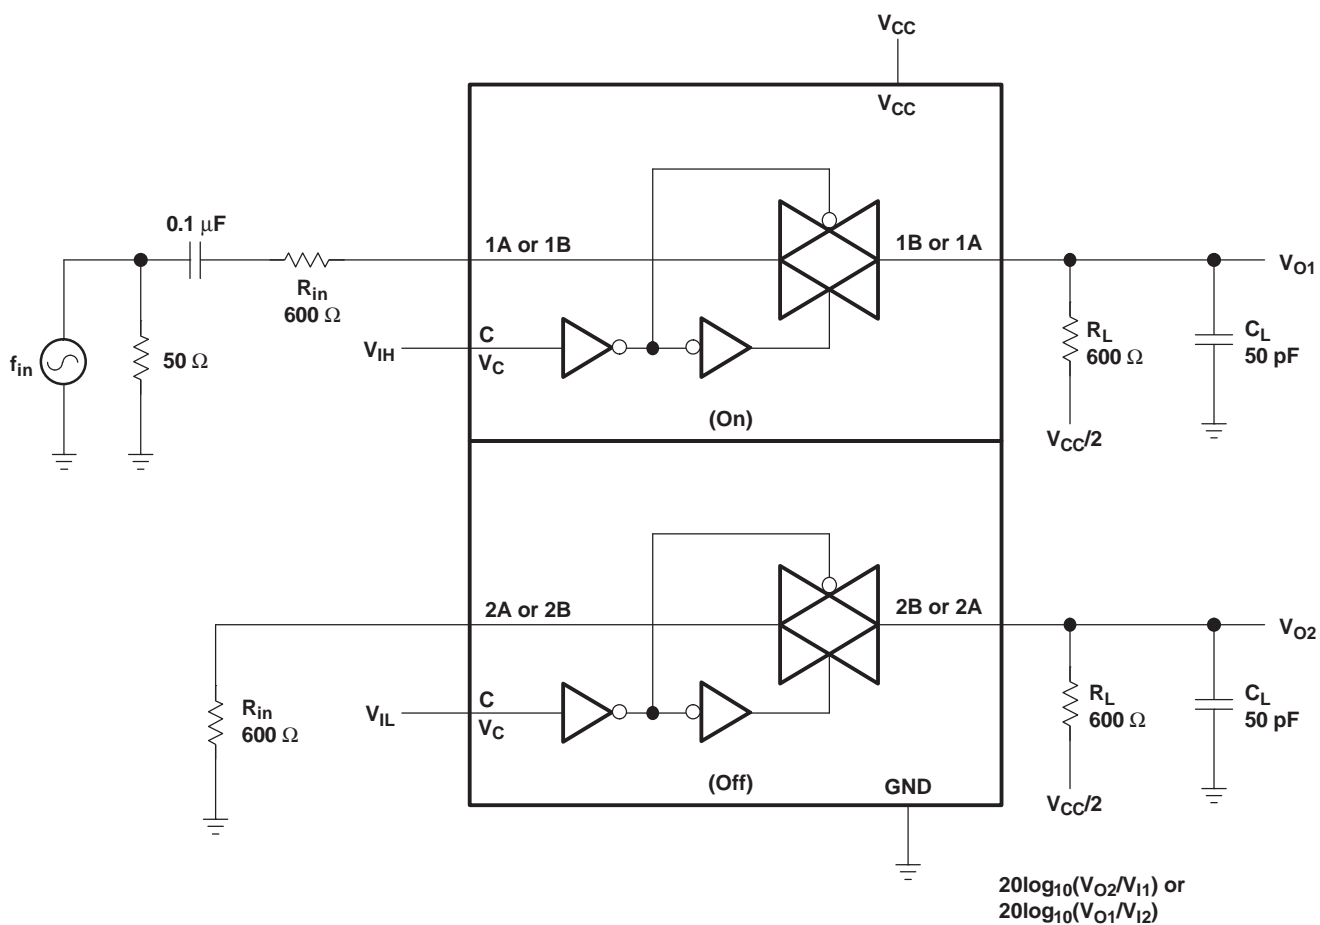 VCC
VCC
0.1 μF
1A or 1B
1B or 1A
VO1
Rin
600 Ω
C
VIH
VC
RL
600 Ω
CL
50 pF
fin
50 Ω
(On)
VCC/2
2A or 2B
2B or 2A
VO2
Rin
600 Ω
C
VIL
VC
RL
600 Ω
CL
50 pF
(Off)
GND
VCC/2
20log10(VO2/VI1) or
20log10(VO1/VI2)